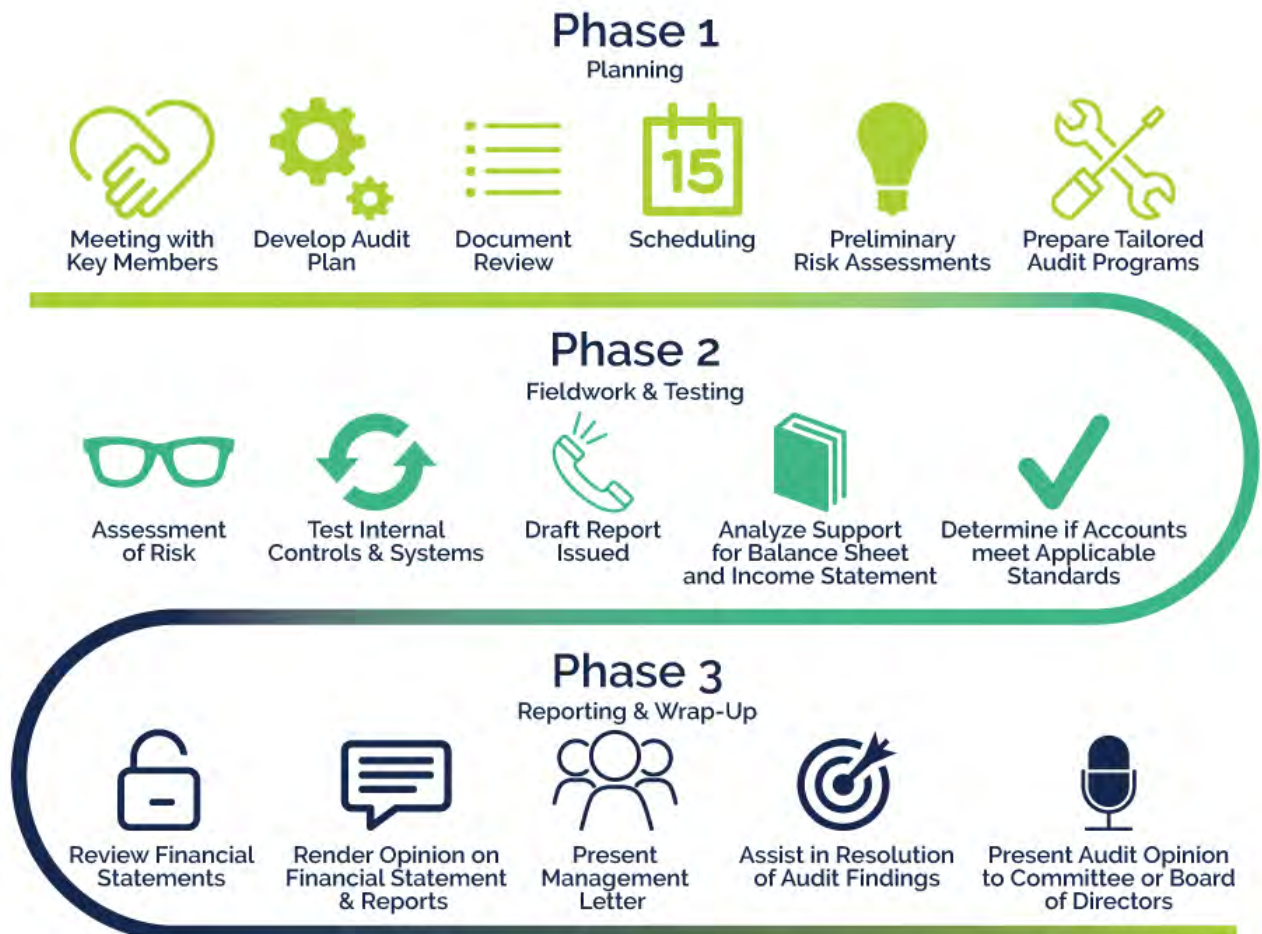 Phase 1
Planning
15
Meeting with
Key Members
Develop Audit
Plan
Document
Review
Scheduling
Preliminary
Risk Assessments
Prepare Tailored
Audit Programs
Phase 2
Fieldwork & Testing
Assessment
of Risk
Test Internal
Controls & Systems
Draft Report
Issued
Analyze Support
for Balance Sheet
and Income Statement
Determine if Accounts
meet Applicable
Standards
Phase 3
Reporting & Wrap-Up
Review Financial
Statements
Render Opinion on
Financial Statement
& Reports
Present
Management
Letter
Assist in Resolution
of Audit Findings
Present Audit Opinion
to Committee or Board
of Directors